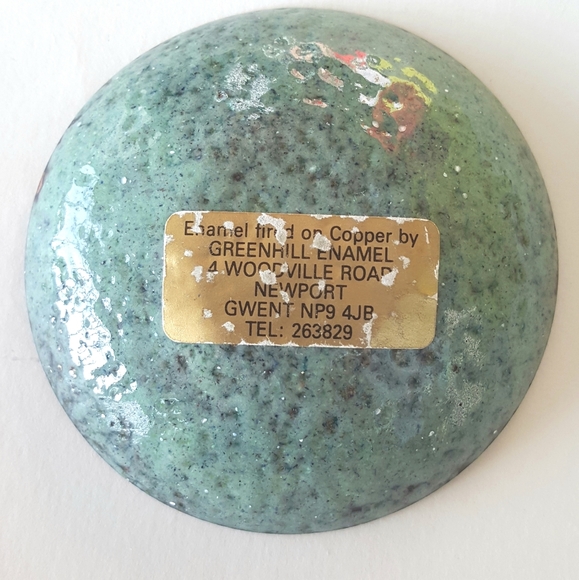 Enamel fired on Copper by
GREENHILL ENAMEL
4 WOODVILLE ROAD
NEWPORT
GWENT NP9 4JB
TEL: 263829